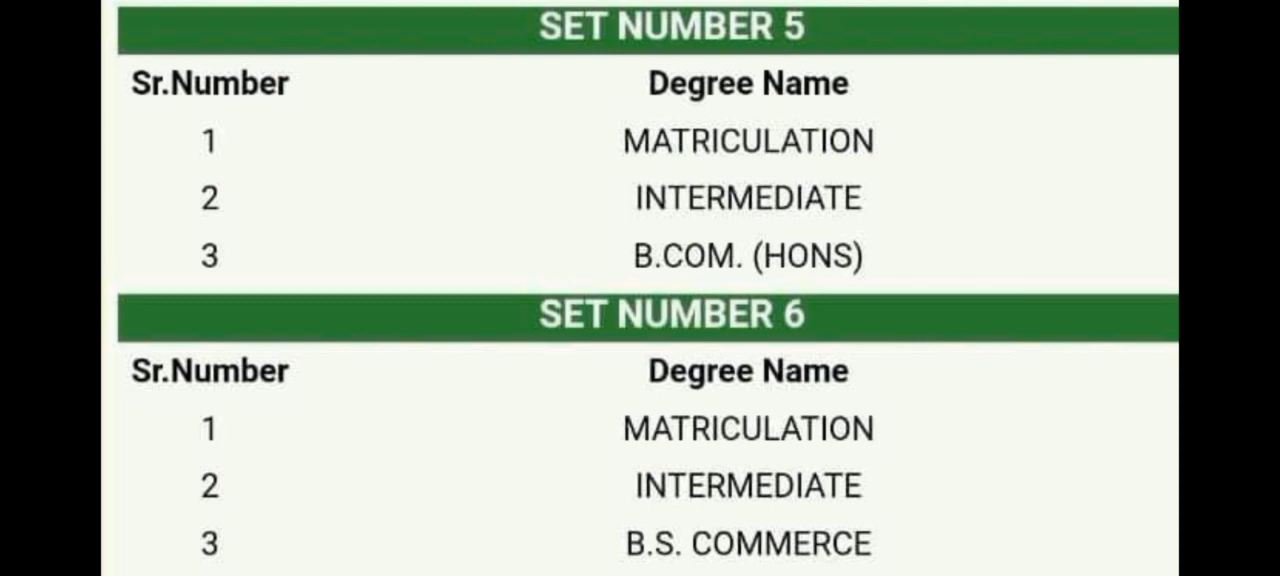 SET NUMBER 5
Sr.Number Degree Name
1 MATRICULATION
2 INTERMEDIATE
3 B.COM. (HONS)
SET NUMBER 6
Sr.Number Degree Name
1 MATRICULATION
2 INTERMEDIATE
3 B.S. COMMERCE